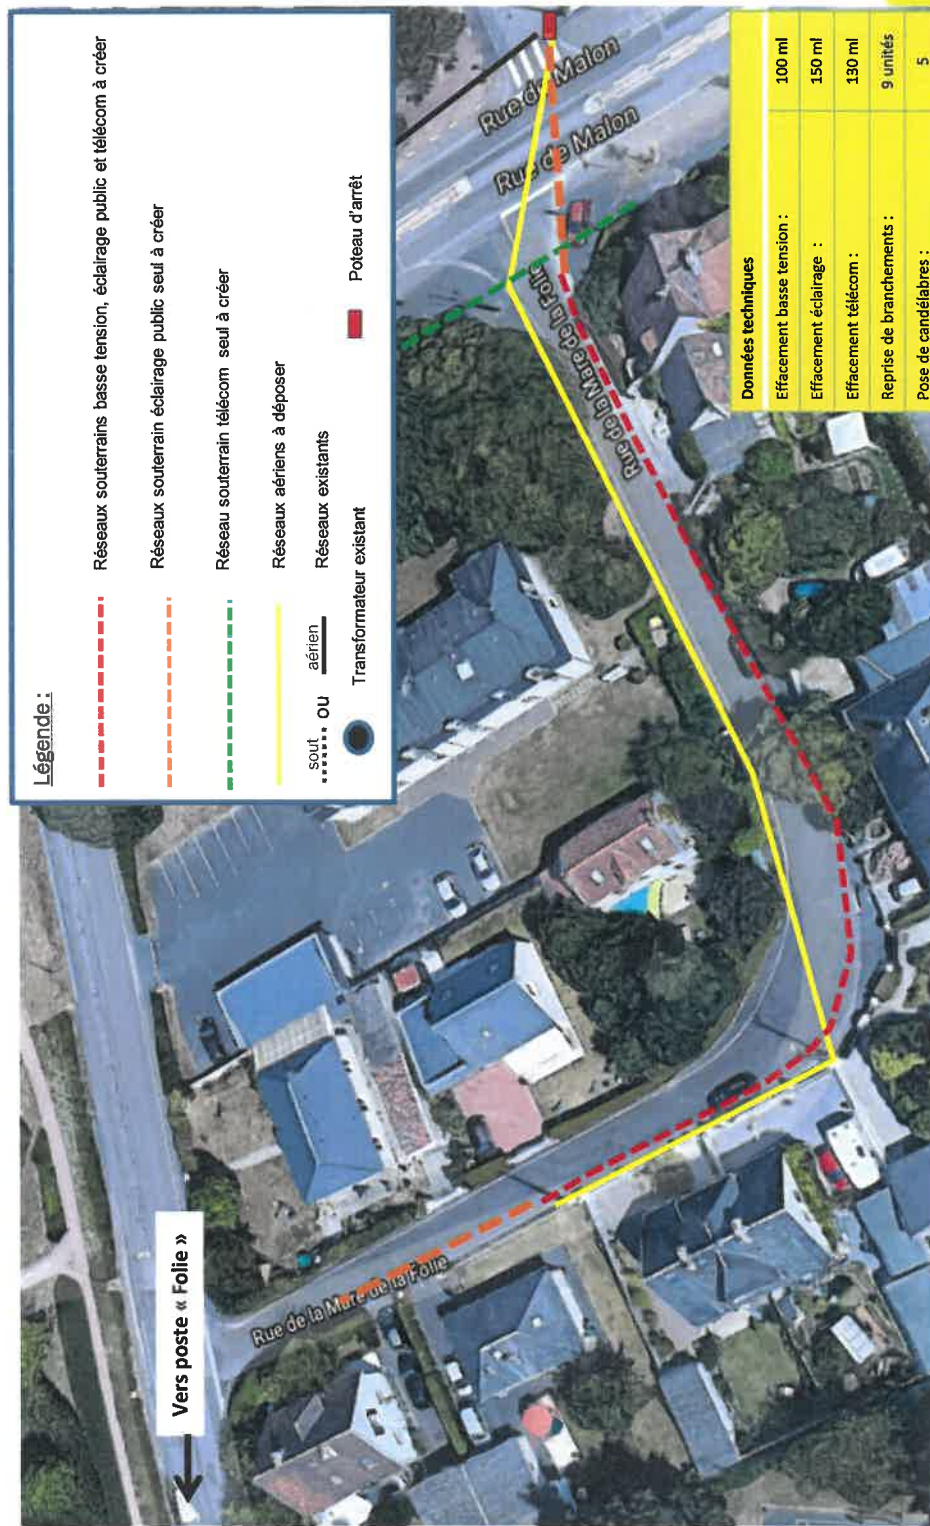 Légende :
Réseaux souterrains basse tension, éclairage public et télécom à créer
Réseaux souterrain éclairage public seul à créer
Réseau souterrain télécom seul à créer
Réseaux aériens à déposer
sout ou aérien Réseaux existants
Transformateur existant
Poteau d'arrêt
Vers poste « Folie »
Rue de la Mare de la Folie
Rue de la Mare de la Folie
Rue de Malon
Rue de Malon
Données techniques
Effacement basse tension : 100 ml
Effacement éclairage : 150 ml
Effacement télécom : 130 ml
Reprise de branchements : 9 unités
Pose de candélabres : 5